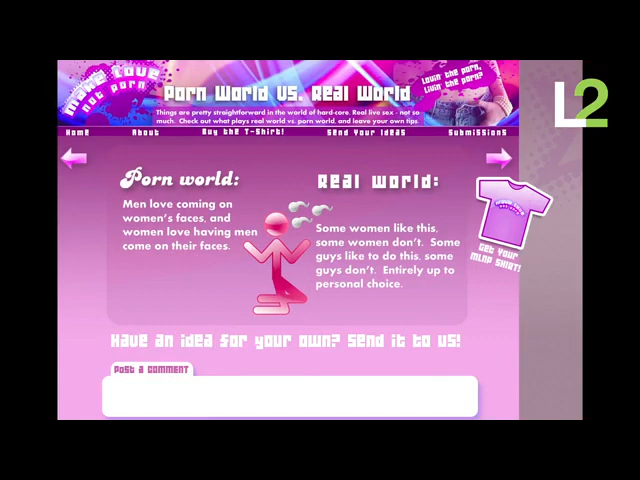 L2
make love
not porn
Porn World Vs. Real World
Lovin' the porn,
Livin' the porn?
Things are pretty straightforward in the world of hard-core. Real live sex - not so
much. Check out what plays real world vs. porn world, and leave your own tips.
Home About Buy the T-Shirt! Send Your Ideas Submissions
Porn world:
Men love coming on
women's faces, and
women love having men
come on their faces.
Real world:
Some women like this,
some women don't. Some
guys like to do this, some
guys don't. Entirely up to
personal choice.
Get Your
MLNP Shirt!
Have an idea for your own? Send it to us!
Post a Comment